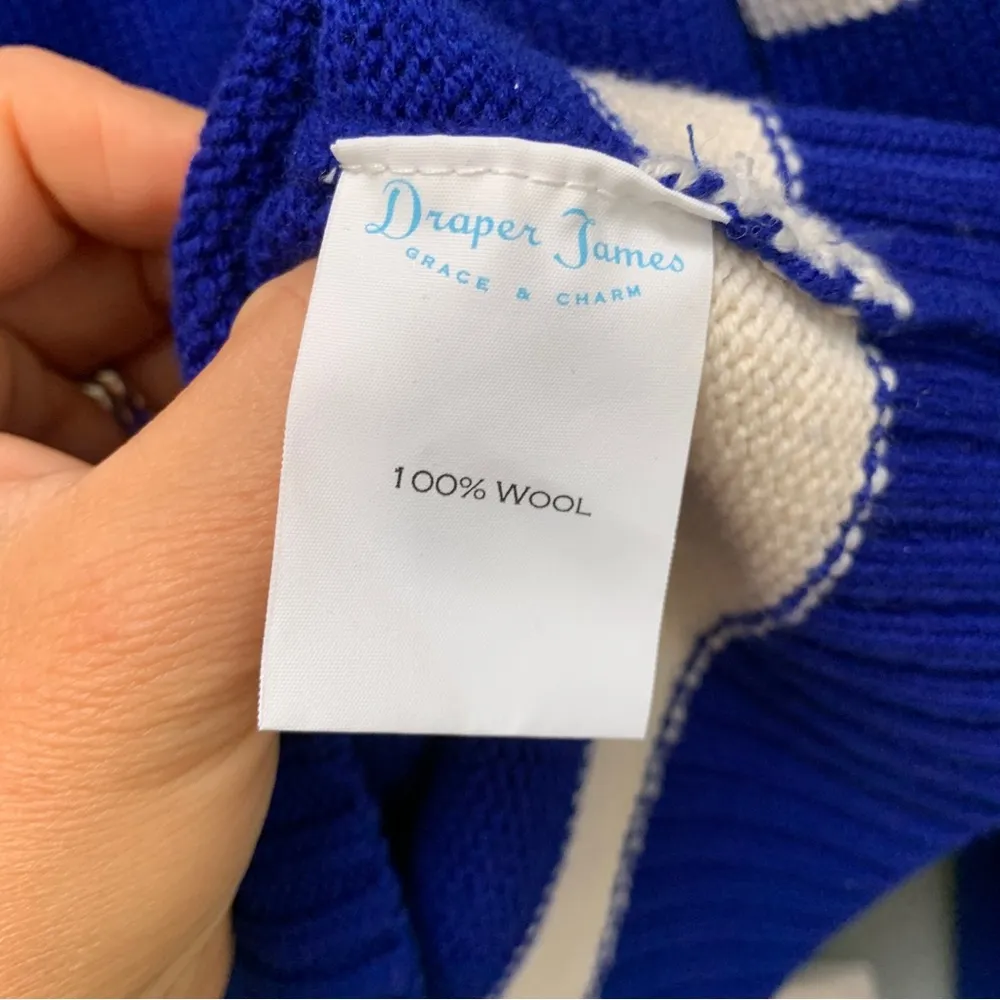 Draper James
GRACE & CHARM
100% WOOL